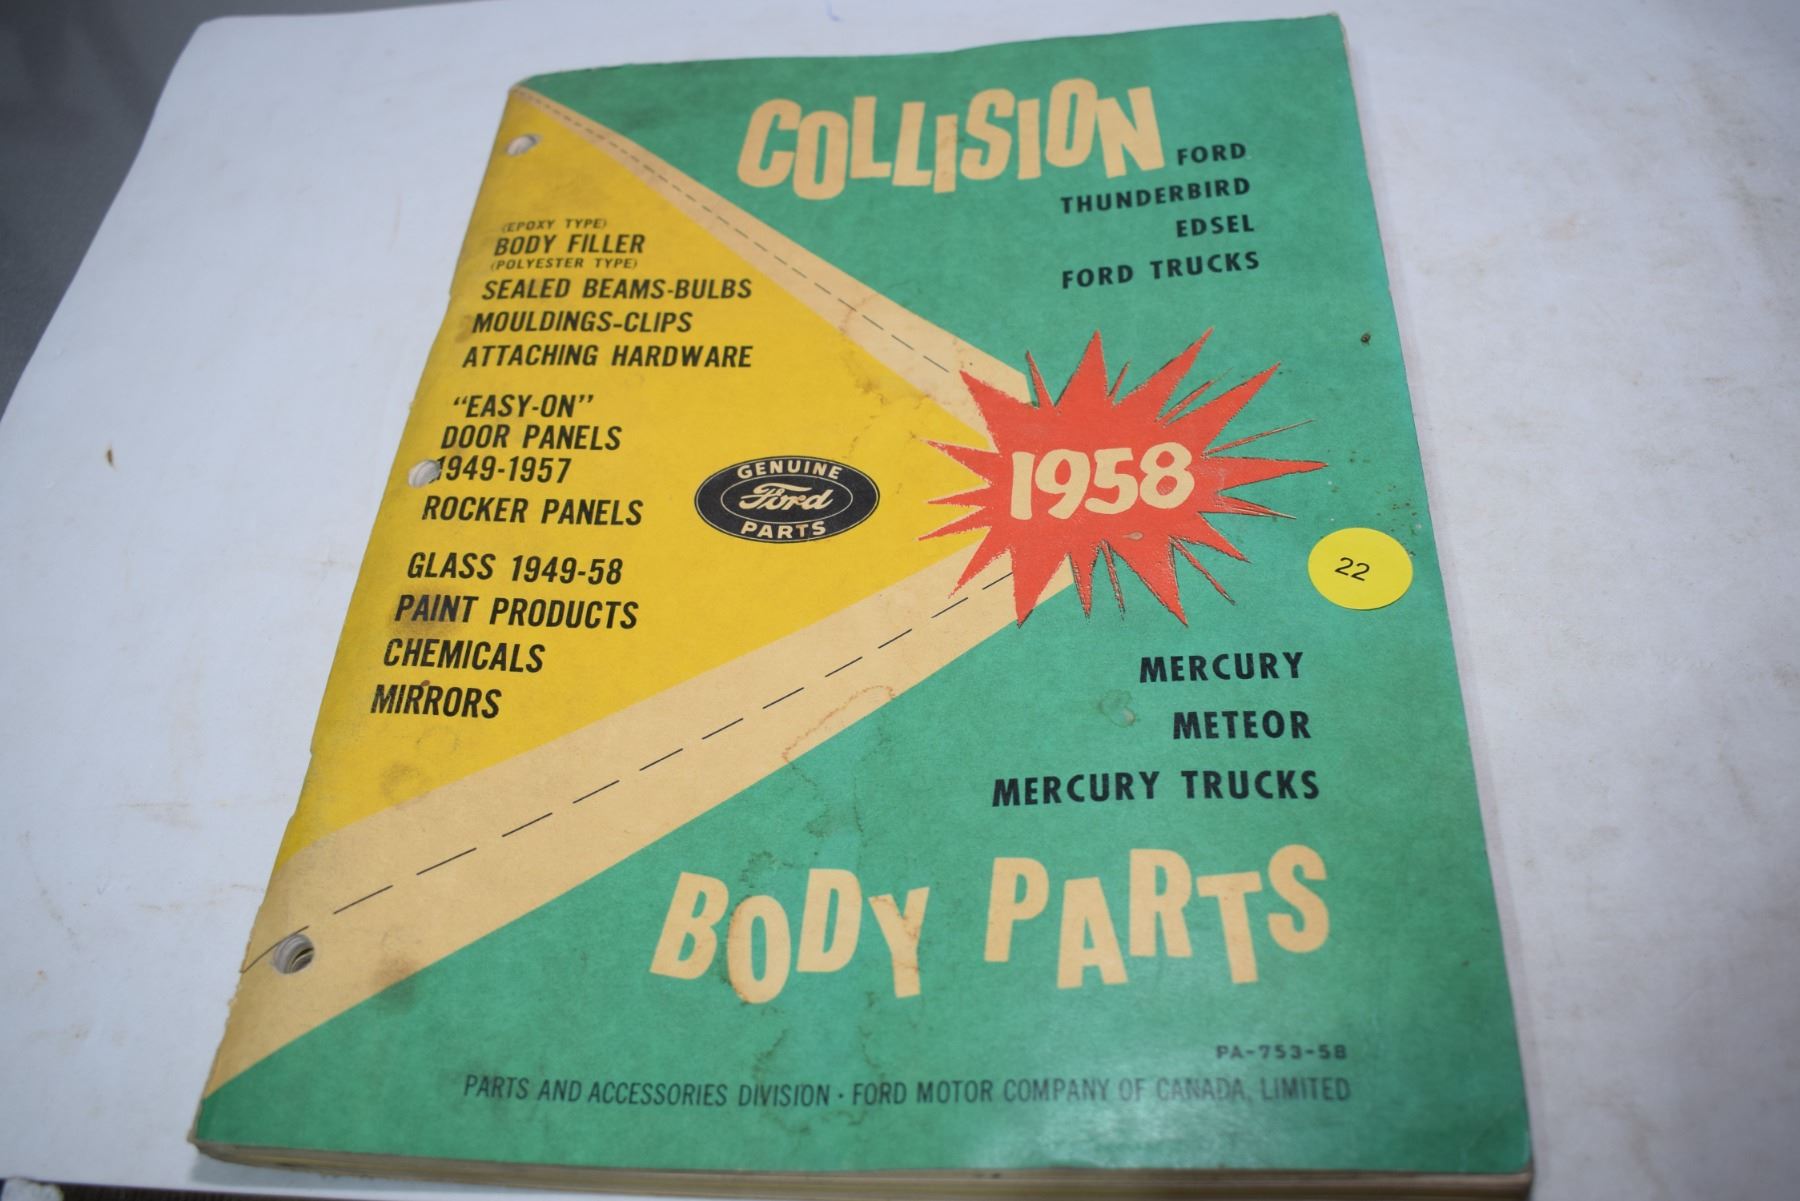 COLLISION
FORD
THUNDERBIRD
EDSEL
FORD TRUCKS
(EPOXY TYPE)
BODY FILLER
(POLYESTER TYPE)
SEALED BEAMS-BULBS
MOULDINGS-CLIPS
ATTACHING HARDWARE
"EASY-ON"
DOOR PANELS
1949-1957
ROCKER PANELS
GLASS 1949-58
PAINT PRODUCTS
CHEMICALS
MIRRORS
GENUINE
Ford
PARTS
1958
22
MERCURY
METEOR
MERCURY TRUCKS
BODY PARTS
PA-753-58
PARTS AND ACCESSORIES DIVISION · FORD MOTOR COMPANY OF CANADA, LIMITED